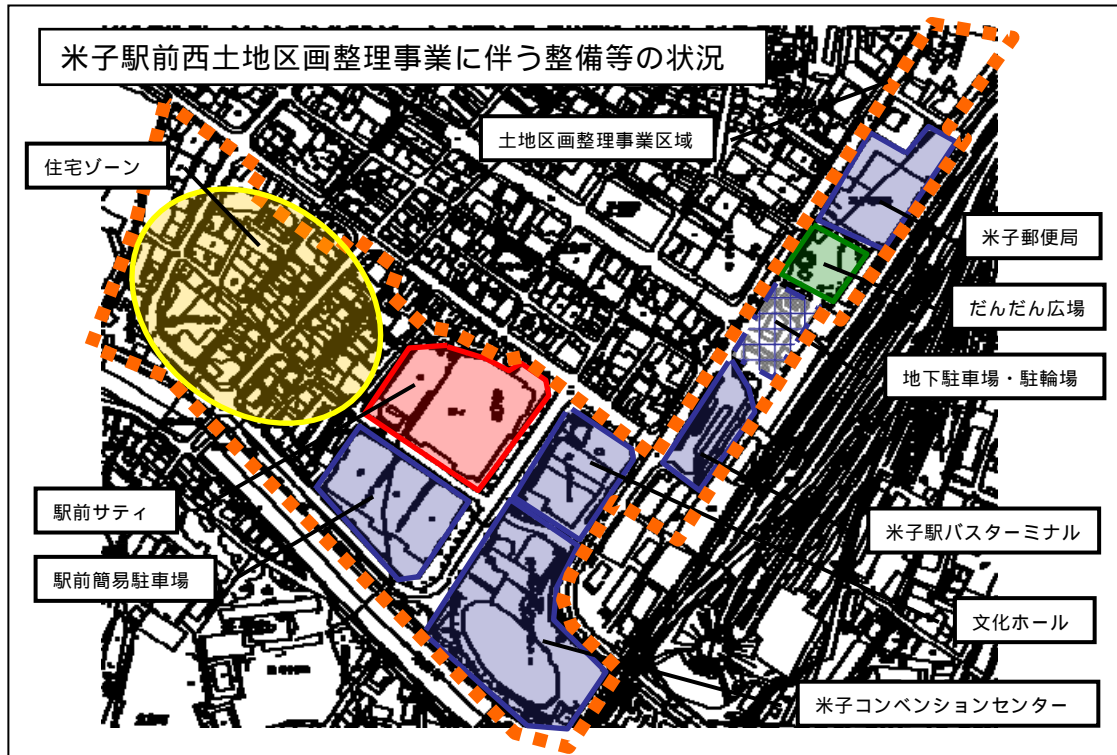 米子駅前西土地区画整理事業に伴う整備等の状況
土地区画整理事業区域
住宅ゾーン
米子郵便局
だんだん広場
地下駐車場・駐輪場
駅前サティ
米子駅バスターミナル
駅前簡易駐車場
文化ホール
米子コンベンションセンター